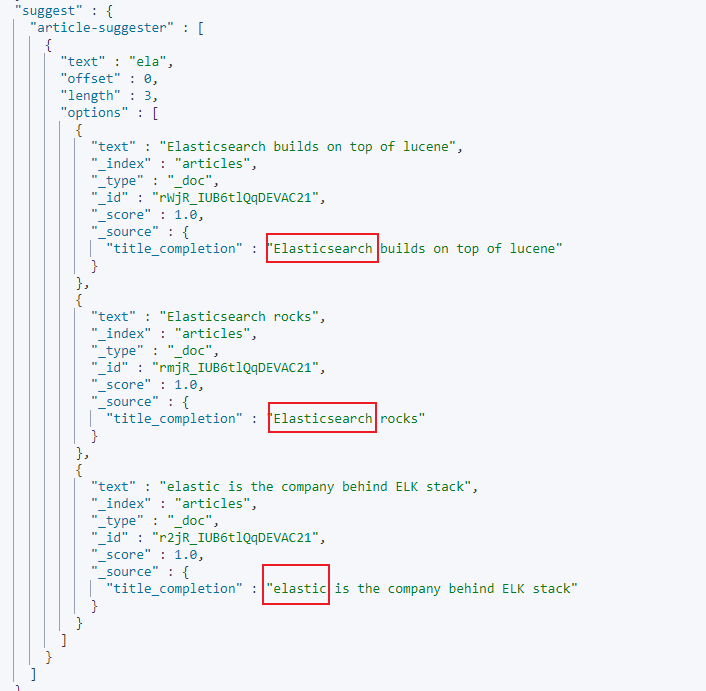 "suggest" : {
"article-suggester" : [
{
"text" : "ela",
"offset" : 0,
"length" : 3,
"options" : [
{
"text" : "Elasticsearch builds on top of lucene",
"_index" : "articles",
"_type" : "_doc",
"_id" : "rWjR_IUB6tlQqDEVAC21",
"_score" : 1.0,
"_source" : {
"title_completion" : "Elasticsearch builds on top of lucene"
}
},
{
"text" : "Elasticsearch rocks",
"_index" : "articles",
"_type" : "_doc",
"_id" : "rmjR_IUB6tlQqDEVAC21",
"_score" : 1.0,
"_source" : {
"title_completion" : "Elasticsearch rocks"
}
},
{
"text" : "elastic is the company behind ELK stack",
"_index" : "articles",
"_type" : "_doc",
"_id" : "r2jR_IUB6tlQqDEVAC21",
"_score" : 1.0,
"_source" : {
"title_completion" : "elastic is the company behind ELK stack"
}
}
]
}
]
}